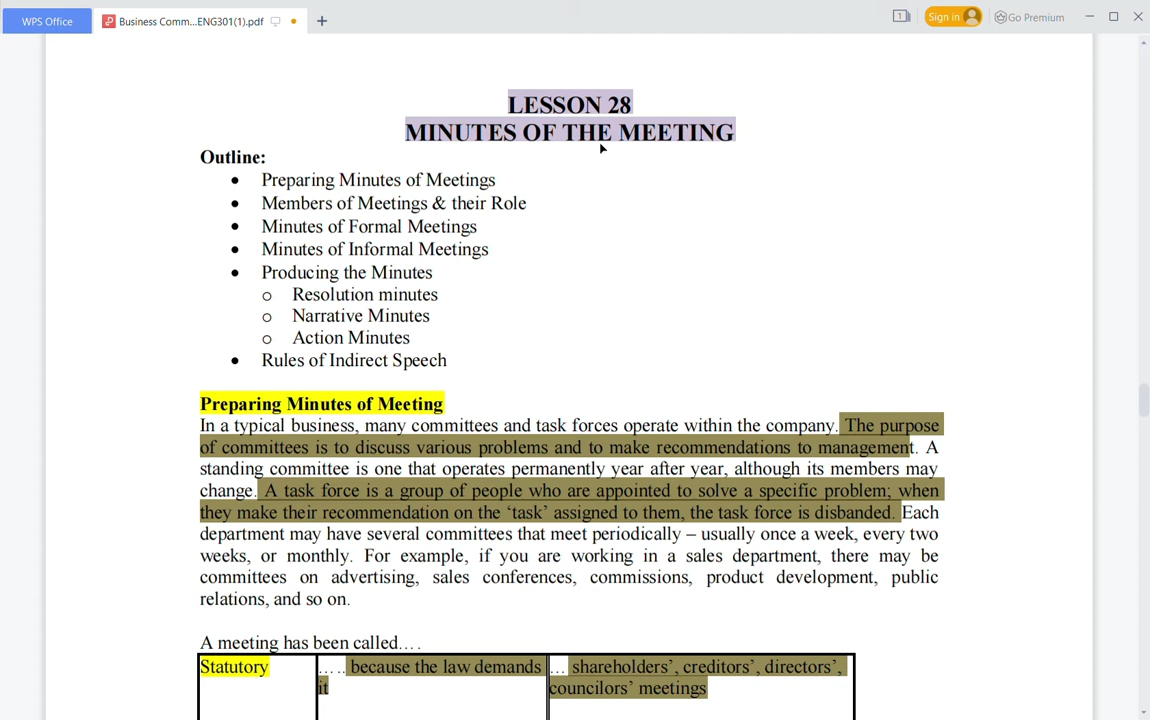 WPS Office
Business Comm...ENG301(1).pdf
1
Sign in
Go Premium
LESSON 28
MINUTES OF THE MEETING
Outline:
• Preparing Minutes of Meetings
• Members of Meetings & their Role
• Minutes of Formal Meetings
• Minutes of Informal Meetings
• Producing the Minutes
o Resolution minutes
o Narrative Minutes
o Action Minutes
• Rules of Indirect Speech
Preparing Minutes of Meeting
In a typical business, many committees and task forces operate within the company. The purpose
of committees is to discuss various problems and to make recommendations to management. A
standing committee is one that operates permanently year after year, although its members may
change. A task force is a group of people who are appointed to solve a specific problem; when
they make their recommendation on the ‘task’ assigned to them, the task force is disbanded. Each
department may have several committees that meet periodically – usually once a week, every two
weeks, or monthly. For example, if you are working in a sales department, there may be
committees on advertising, sales conferences, commissions, product development, public
relations, and so on.
A meeting has been called….
Statutory ….. because the law demands … shareholders’, creditors’, directors’,
it councilors’ meetings